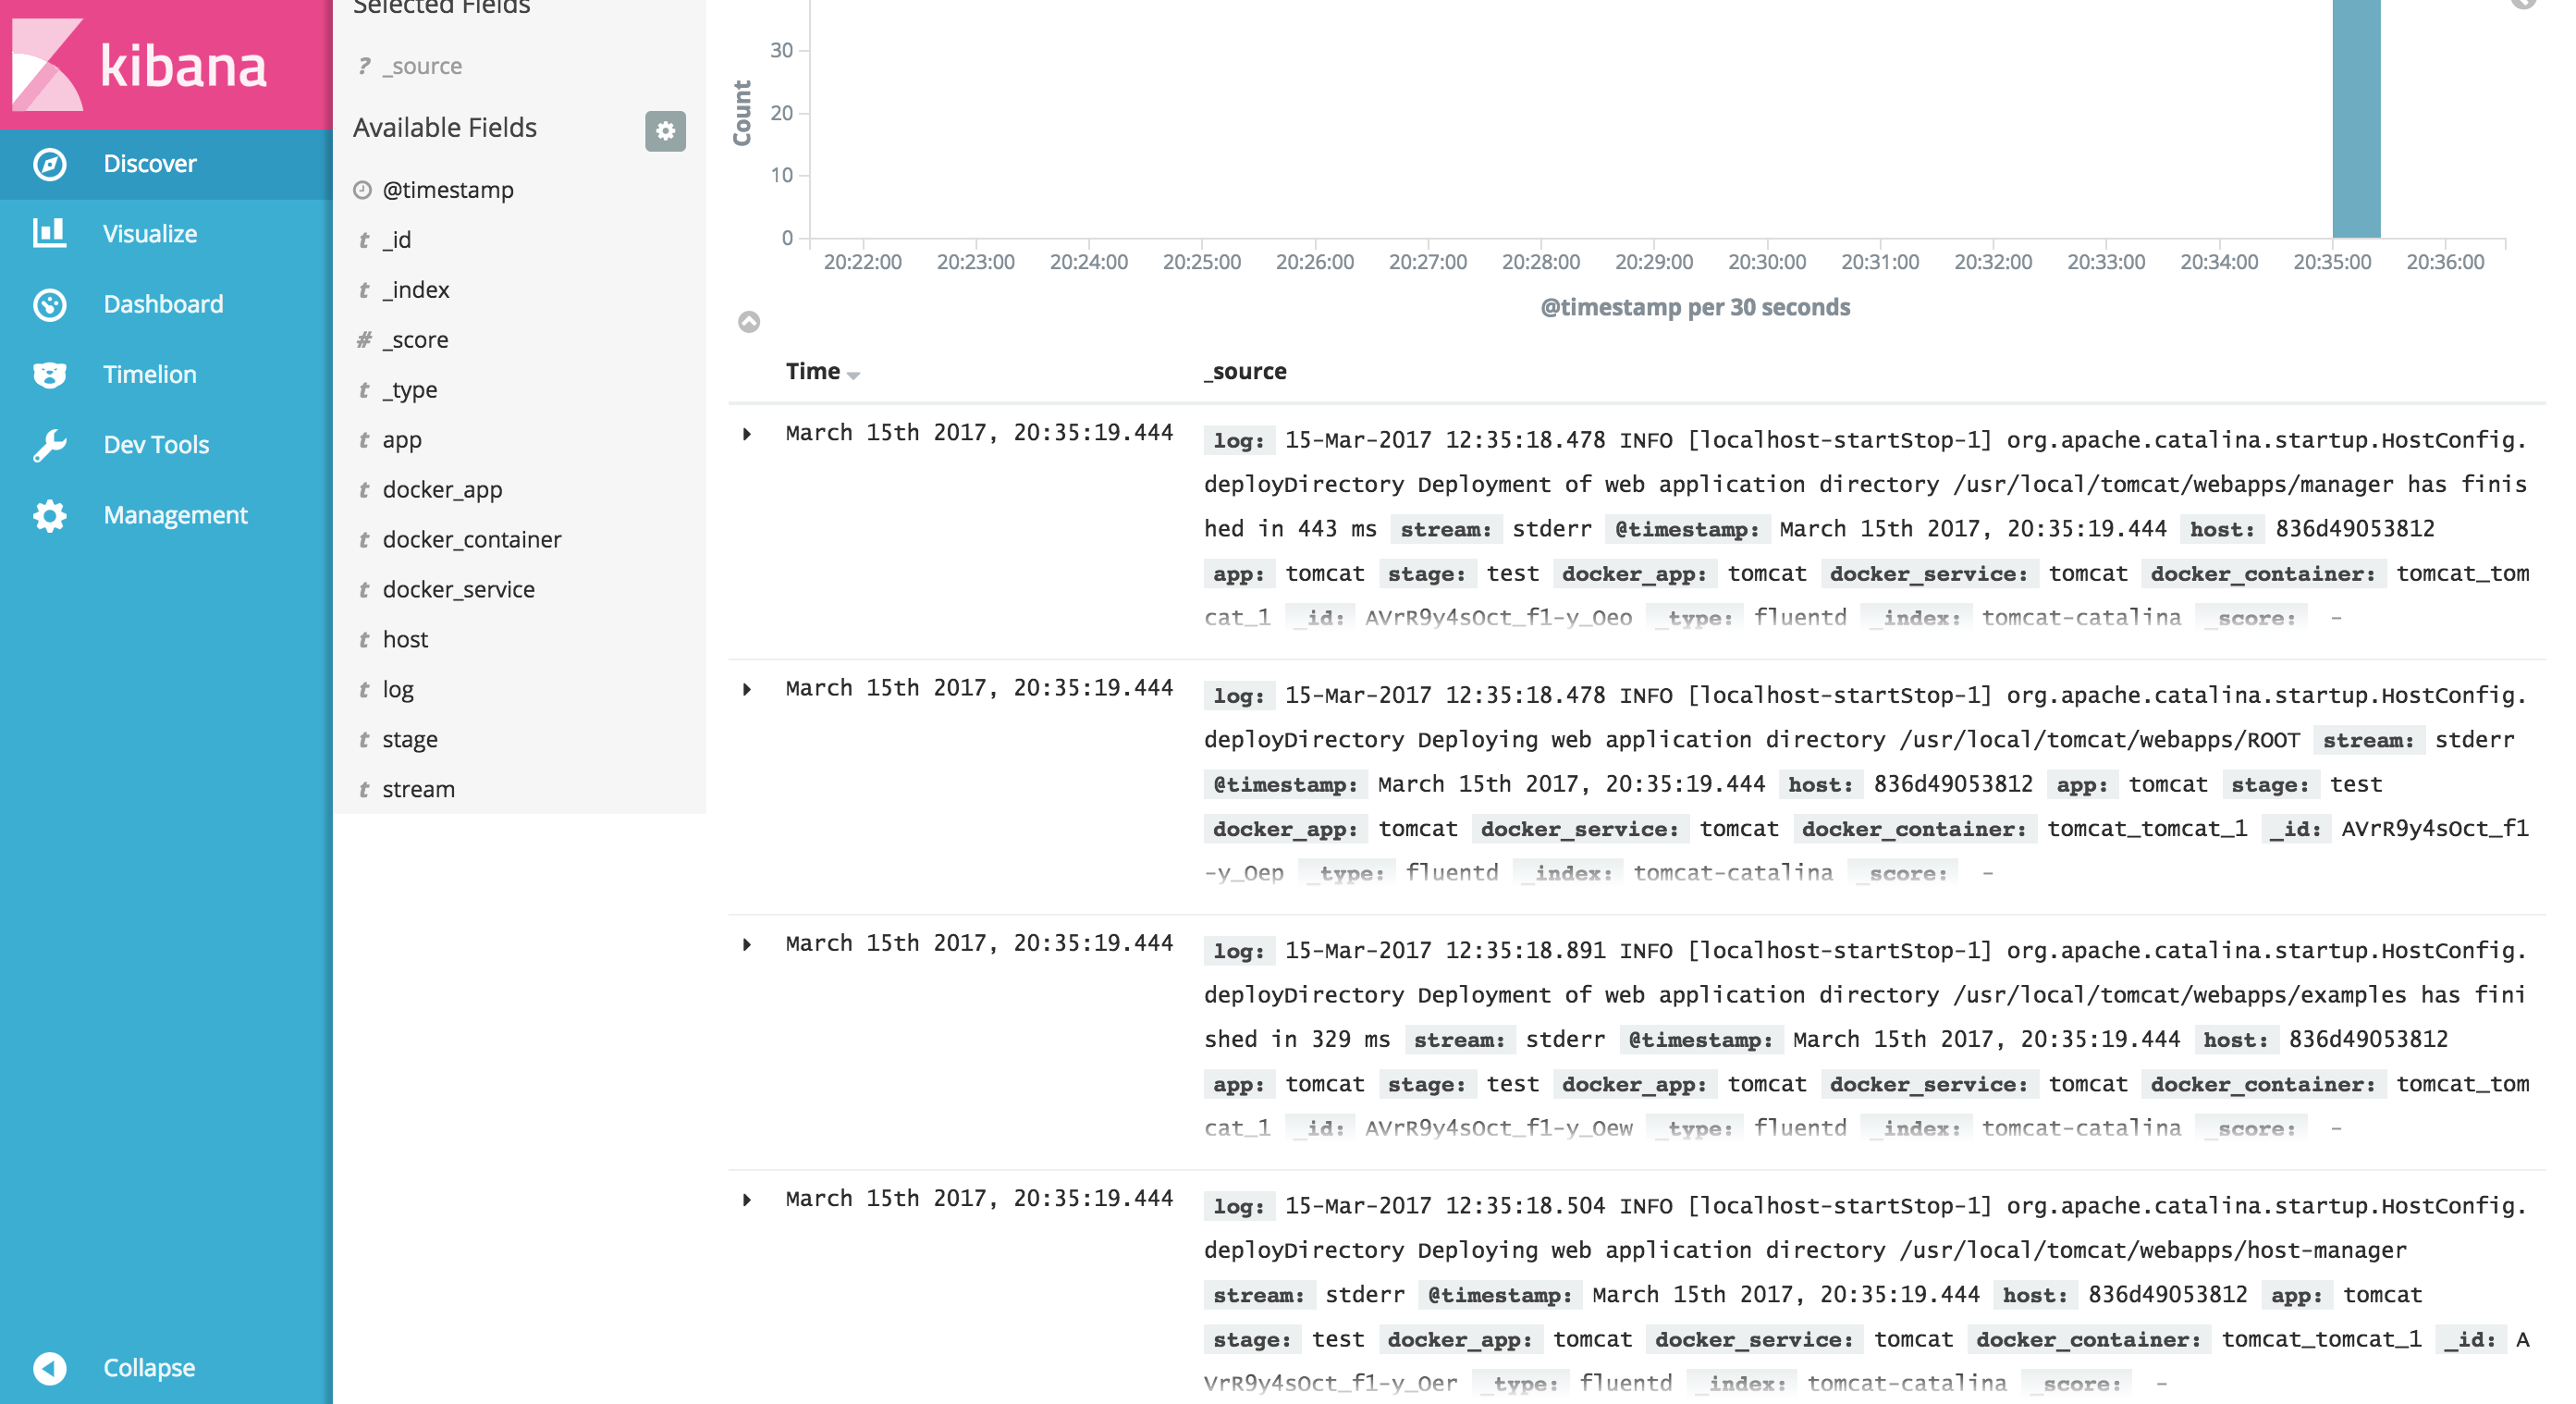 kibana
Discover
Visualize
Dashboard
Timelion
Dev Tools
Management
Collapse
Selected Fields
? _source
Available Fields
@timestamp
t _id
t _index
# _score
t _type
t app
t docker_app
t docker_container
t docker_service
t host
t log
t stage
t stream
Count
30
20
10
0
20:22:00 20:23:00 20:24:00 20:25:00 20:26:00 20:27:00 20:28:00 20:29:00 20:30:00 20:31:00 20:32:00 20:33:00 20:34:00 20:35:00 20:36:00
@timestamp per 30 seconds
Time _source
March 15th 2017, 20:35:19.444 log: 15-Mar-2017 12:35:18.478 INFO [localhost-startStop-1] org.apache.catalina.startup.HostConfig.
deployDirectory Deployment of web application directory /usr/local/tomcat/webapps/manager has finis
hed in 443 ms stream: stderr @timestamp: March 15th 2017, 20:35:19.444 host: 836d49053812
app: tomcat stage: test docker_app: tomcat docker_service: tomcat docker_container: tomcat_tom
cat_1 _id: AVrR9y4sOct_f1-y_Oeo _type: fluentd _index: tomcat-catalina _score: -
March 15th 2017, 20:35:19.444 log: 15-Mar-2017 12:35:18.478 INFO [localhost-startStop-1] org.apache.catalina.startup.HostConfig.
deployDirectory Deploying web application directory /usr/local/tomcat/webapps/ROOT stream: stderr
@timestamp: March 15th 2017, 20:35:19.444 host: 836d49053812 app: tomcat stage: test
docker_app: tomcat docker_service: tomcat docker_container: tomcat_tomcat_1 _id: AVrR9y4sOct_f1
-y_Oep _type: fluentd _index: tomcat-catalina _score: -
March 15th 2017, 20:35:19.444 log: 15-Mar-2017 12:35:18.891 INFO [localhost-startStop-1] org.apache.catalina.startup.HostConfig.
deployDirectory Deployment of web application directory /usr/local/tomcat/webapps/examples has fini
shed in 329 ms stream: stderr @timestamp: March 15th 2017, 20:35:19.444 host: 836d49053812
app: tomcat stage: test docker_app: tomcat docker_service: tomcat docker_container: tomcat_tom
cat_1 _id: AVrR9y4sOct_f1-y_Oew _type: fluentd _index: tomcat-catalina _score: -
March 15th 2017, 20:35:19.444 log: 15-Mar-2017 12:35:18.504 INFO [localhost-startStop-1] org.apache.catalina.startup.HostConfig.
deployDirectory Deploying web application directory /usr/local/tomcat/webapps/host-manager
stream: stderr @timestamp: March 15th 2017, 20:35:19.444 host: 836d49053812 app: tomcat
stage: test docker_app: tomcat docker_service: tomcat docker_container: tomcat_tomcat_1 _id: A
VrR9y4sOct_f1-y_Oer _type: fluentd _index: tomcat-catalina _score: -